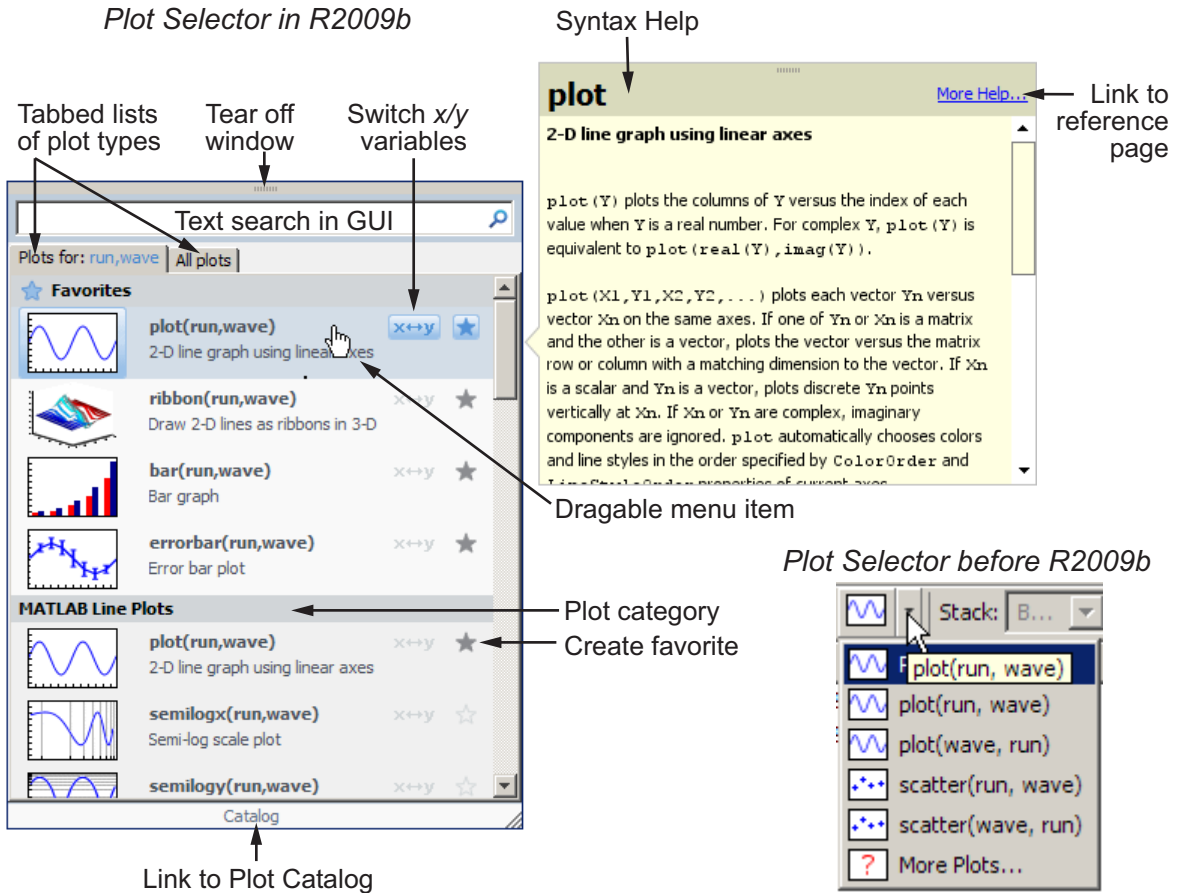 Plot Selector in R2009b
Syntax Help
Tabbed lists
of plot types
Tear off
window
Switch x/y
variables
plot
More Help...
Link to
reference
page
2-D line graph using linear axes
plot(Y) plots the columns of Y versus the index of each
value when Y is a real number. For complex Y, plot(Y) is
equivalent to plot(real(Y),imag(Y)).
plot(X1,Y1,X2,Y2,...) plots each vector Yn versus
vector Xn on the same axes. If one of Yn or Xn is a matrix
and the other is a vector, plots the vector versus the matrix
row or column with a matching dimension to the vector. If Xn
is a scalar and Yn is a vector, plots discrete Yn points
vertically at Xn. If Xn or Yn are complex, imaginary
components are ignored. plot automatically chooses colors
and line styles in the order specified by ColorOrder and
LineStyleOrder properties of current axes
Text search in GUI
Plots for: run,wave
All plots
Favorites
plot(run,wave)
x↔y
2-D line graph using linear axes
ribbon(run,wave)
x↔y
Draw 2-D lines as ribbons in 3-D
bar(run,wave)
x↔y
Bar graph
errorbar(run,wave)
x↔y
Error bar plot
MATLAB Line Plots
plot(run,wave)
x↔y
2-D line graph using linear axes
semilogx(run,wave)
x↔y
Semi-log scale plot
semilogy(run,wave)
x↔y
Catalog
Link to Plot Catalog
Dragable menu item
Plot category
Create favorite
Plot Selector before R2009b
Stack: B...
plot(run, wave)
plot(run, wave)
plot(wave, run)
scatter(run, wave)
scatter(wave, run)
? More Plots...